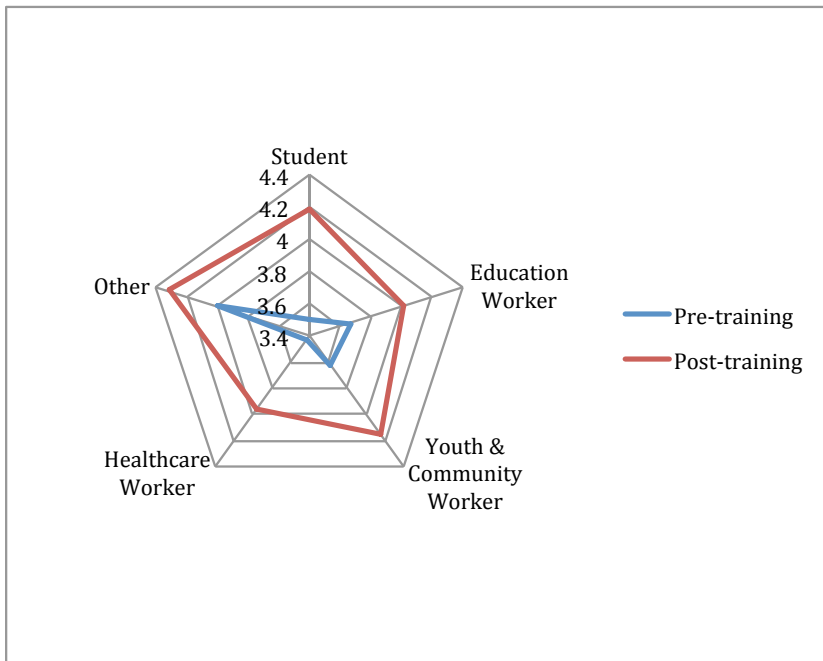 Student
4.4
4.2
4
3.8
3.6
3.4
Education
Worker
Youth &
Community
Worker
Healthcare
Worker
Other
Pre-training
Post-training